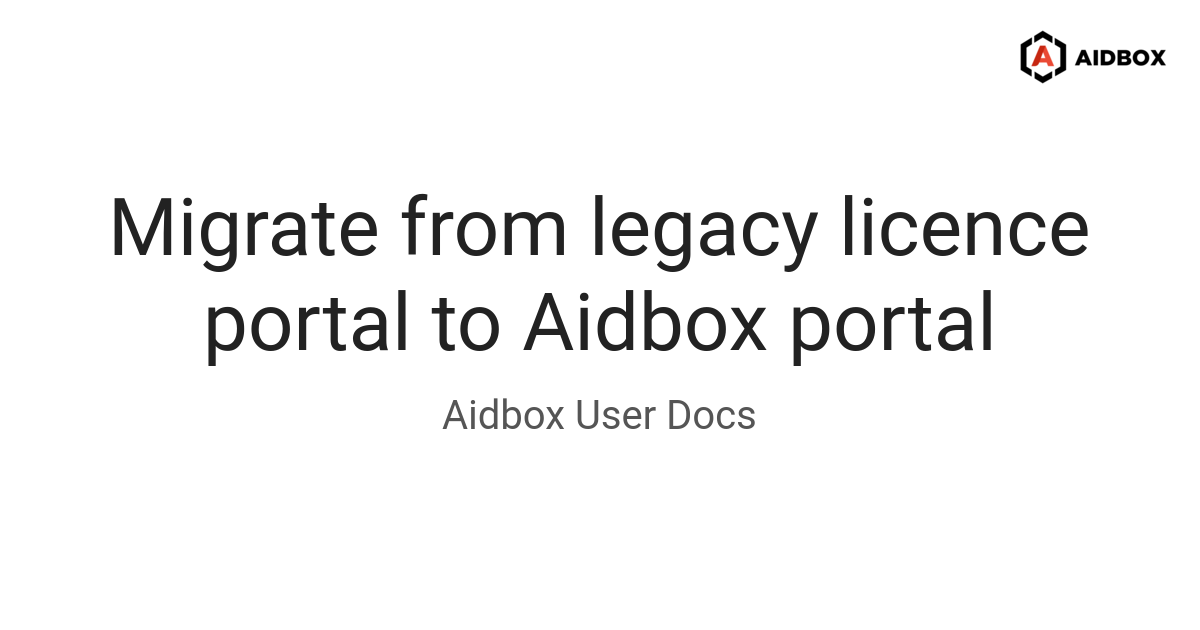 AIDBOX
Migrate from legacy licence
portal to Aidbox portal
Aidbox User Docs